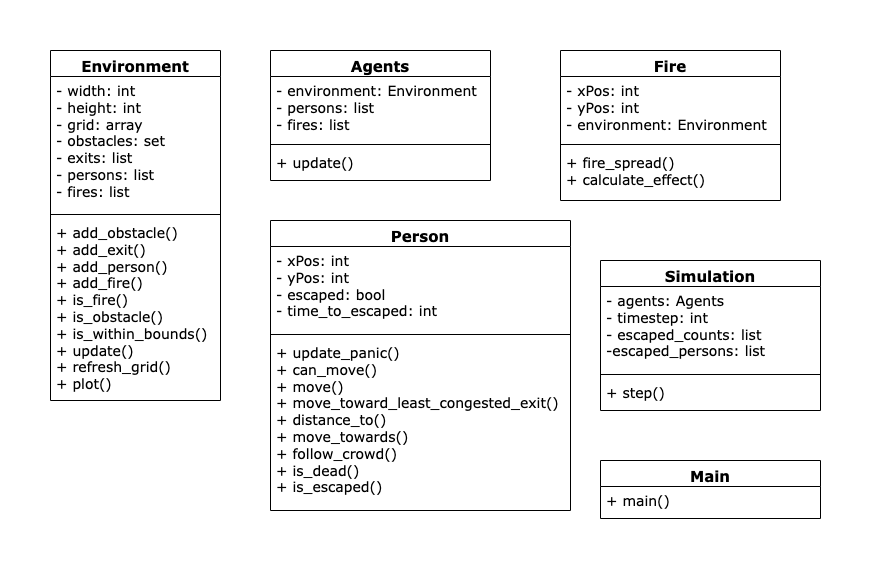 Environment
- width: int
- height: int
- grid: array
- obstacles: set
- exits: list
- persons: list
- fires: list
+ add_obstacle()
+ add_exit()
+ add_person()
+ add_fire()
+ is_fire()
+ is_obstacle()
+ is_within_bounds()
+ update()
+ refresh_grid()
+ plot()
Agents
- environment: Environment
- persons: list
- fires: list
+ update()
Fire
- xPos: int
- yPos: int
- environment: Environment
+ fire_spread()
+ calculate_effect()
Person
- xPos: int
- yPos: int
- escaped: bool
- time_to_escaped: int
+ update_panic()
+ can_move()
+ move()
+ move_toward_least_congested_exit()
+ distance_to()
+ move_towards()
+ follow_crowd()
+ is_dead()
+ is_escaped()
Simulation
- agents: Agents
- timestep: int
- escaped_counts: list
-escaped_persons: list
+ step()
Main
+ main()